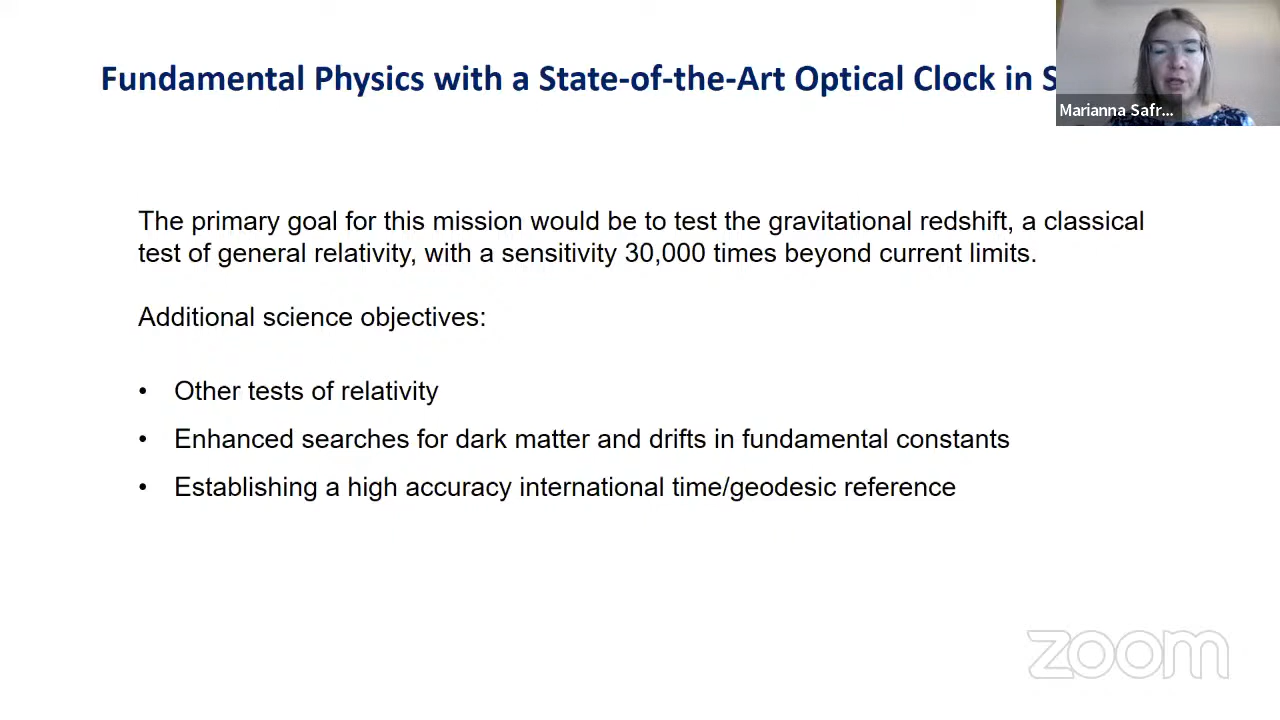 Fundamental Physics with a State-of-the-Art Optical Clock in S
Marianna Safr...
The primary goal for this mission would be to test the gravitational redshift, a classical
test of general relativity, with a sensitivity 30,000 times beyond current limits.
Additional science objectives:
• Other tests of relativity
• Enhanced searches for dark matter and drifts in fundamental constants
• Establishing a high accuracy international time/geodesic reference
zoom